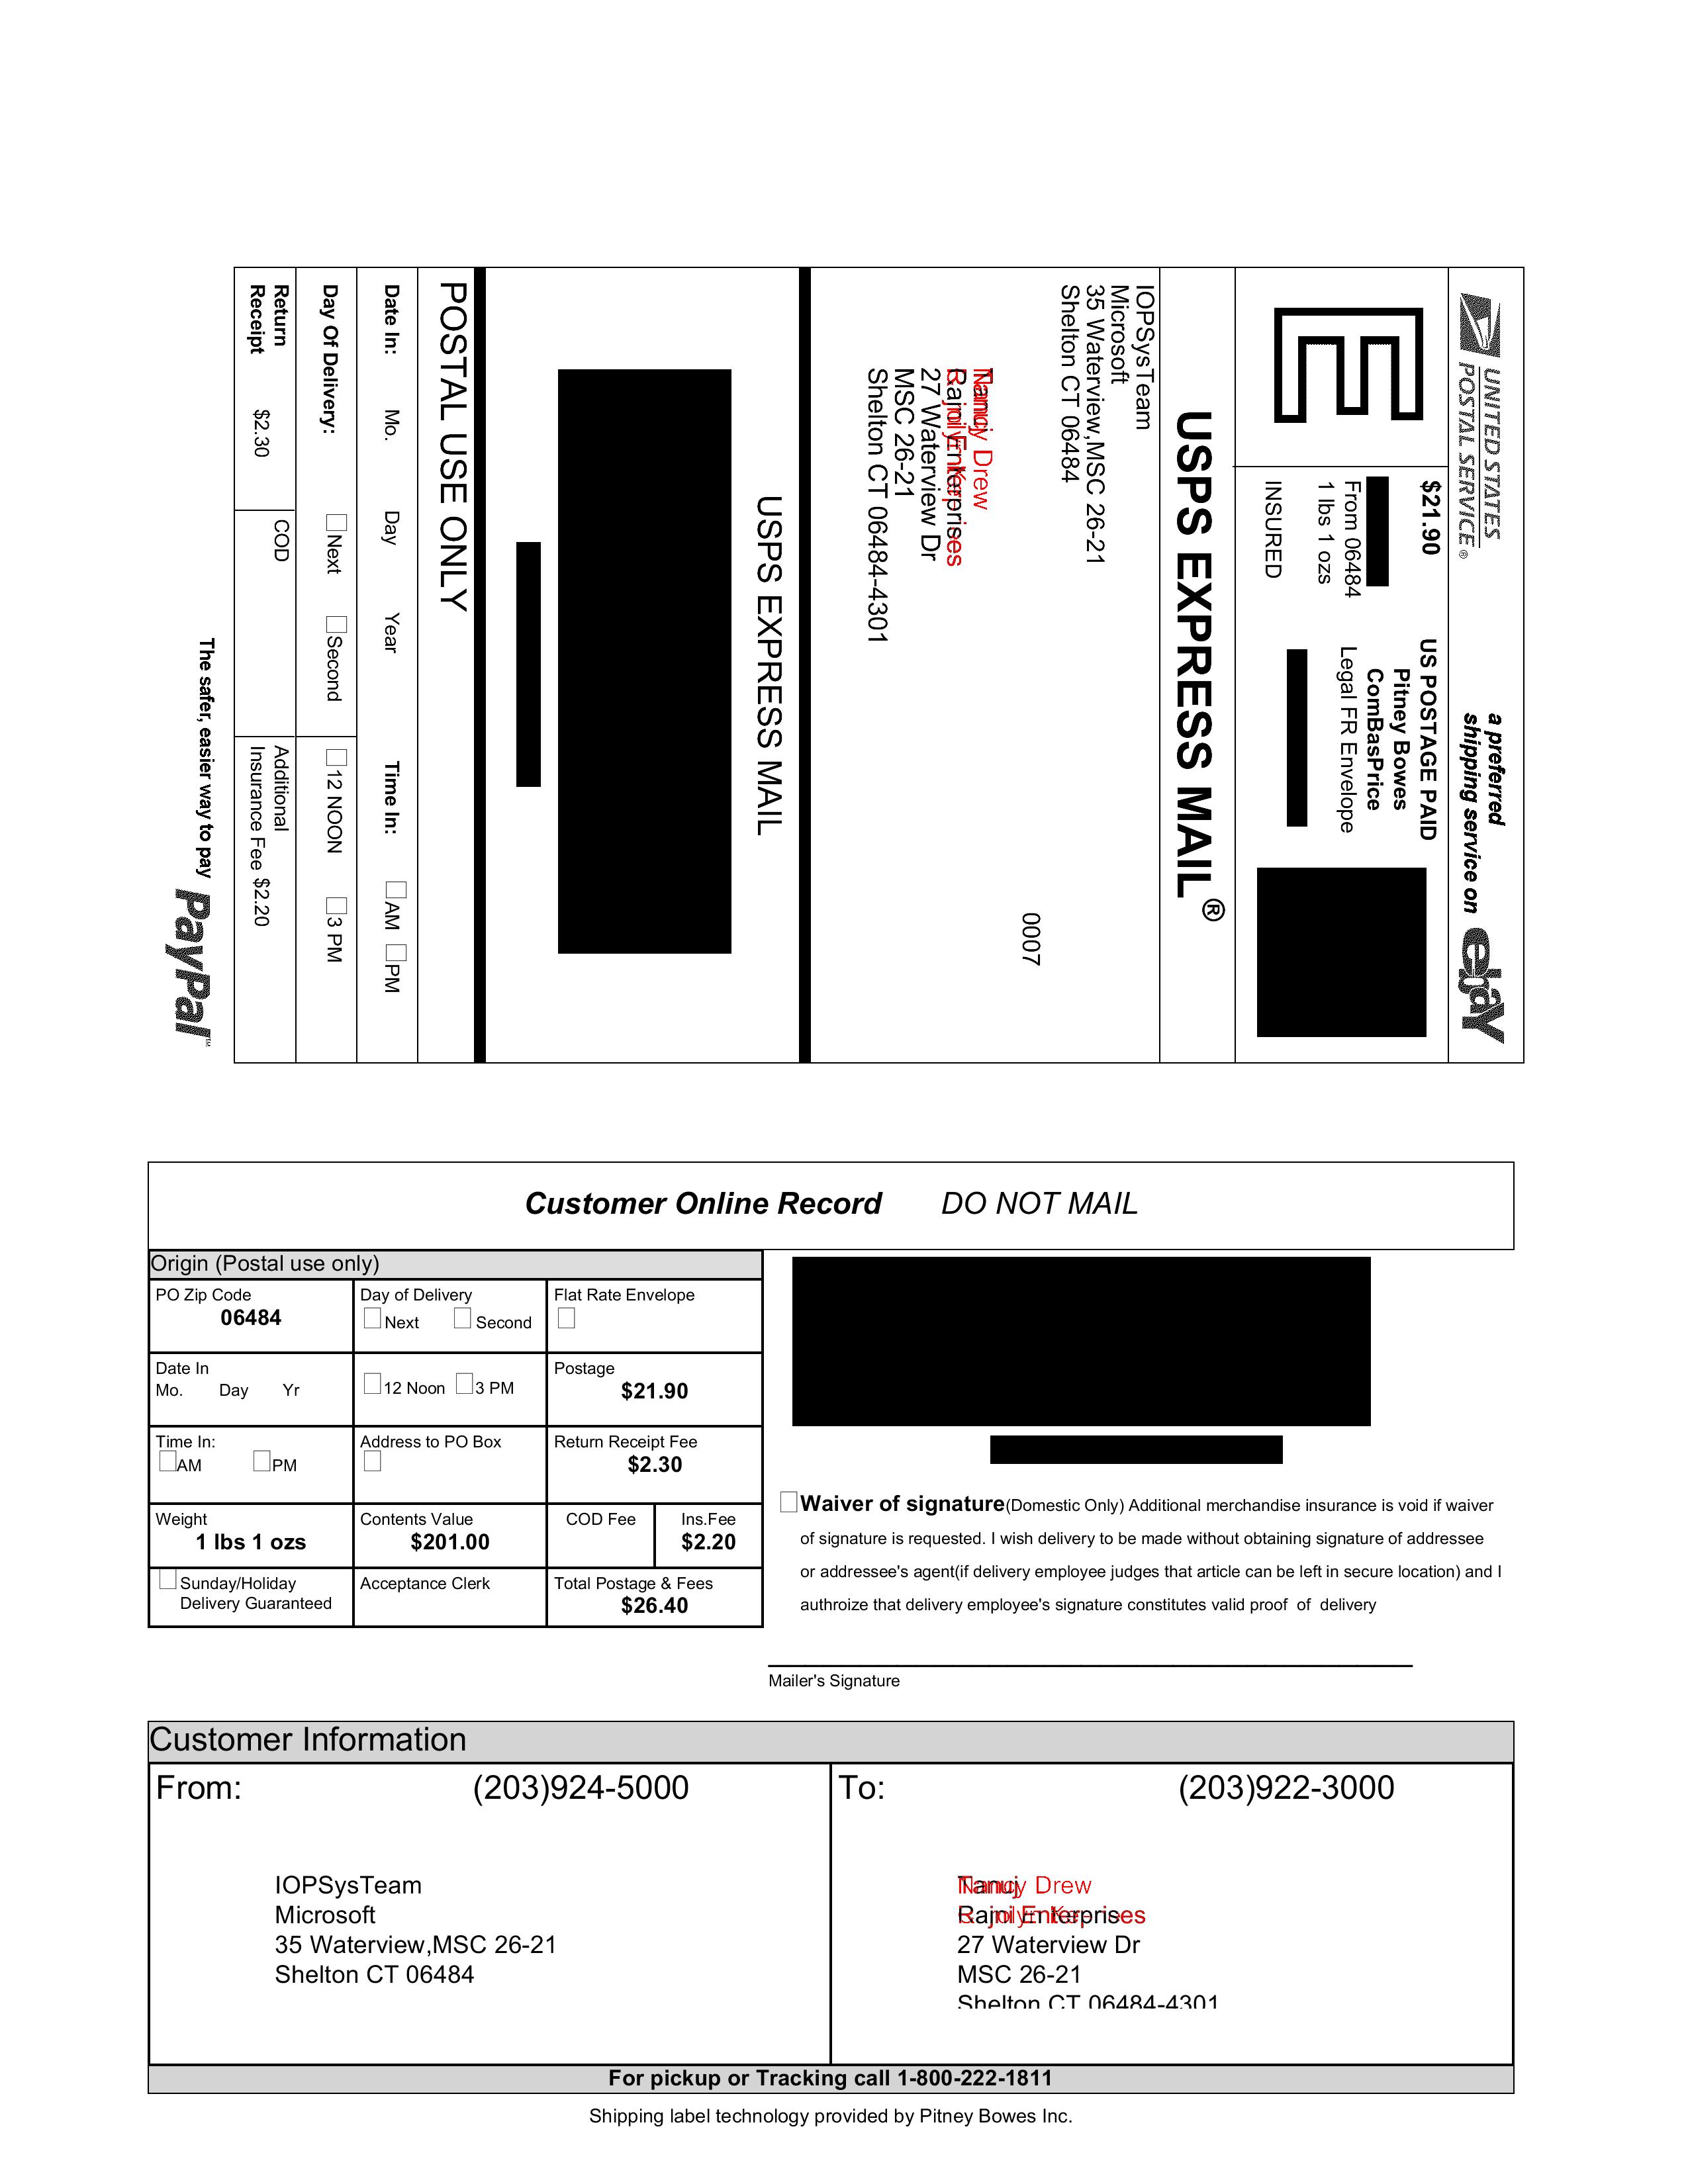 UNITED STATES
POSTAL SERVICE ®
a preferred
shipping service on ebay
E
$21.90
From 06484
1 lbs 1 ozs
INSURED
US POSTAGE PAID
Pitney Bowes
ComBasPrice
Legal FR Envelope
USPS EXPRESS MAIL ®
IOPSysTeam
Microsoft
35 Waterview,MSC 26-21
Shelton CT 06484
0007
Drew
27 Waterview Dr
MSC 26-21
Shelton CT 06484-4301
USPS EXPRESS MAIL
POSTAL USE ONLY
Date In: Mo. Day Year Time In: AM PM
Day Of Delivery: Next Second 12 NOON 3 PM
Return
Receipt $2.30
COD
Additional
Insurance Fee $2.20
The safer, easier way to pay PayPal™
Customer Online Record DO NOT MAIL
Origin (Postal use only)
PO Zip Code
06484
Day of Delivery
Next Second
Flat Rate Envelope
Date In
Mo. Day Yr
12 Noon 3 PM
Postage
$21.90
Time In:
AM PM
Address to PO Box
Return Receipt Fee
$2.30
Weight
1 lbs 1 ozs
Contents Value
$201.00
COD Fee
Ins.Fee
$2.20
Sunday/Holiday
Delivery Guaranteed
Acceptance Clerk
Total Postage & Fees
$26.40
Waiver of signature(Domestic Only) Additional merchandise insurance is void if waiver
of signature is requested. I wish delivery to be made without obtaining signature of addressee
or addressee's agent(if delivery employee judges that article can be left in secure location) and I
authroize that delivery employee's signature constitutes valid proof of delivery
Mailer's Signature
Customer Information
From: (203)924-5000
IOPSysTeam
Microsoft
35 Waterview,MSC 26-21
Shelton CT 06484
To: (203)922-3000
Drew
27 Waterview Dr
MSC 26-21
Shelton CT 06484-4301
For pickup or Tracking call 1-800-222-1811
Shipping label technology provided by Pitney Bowes Inc.